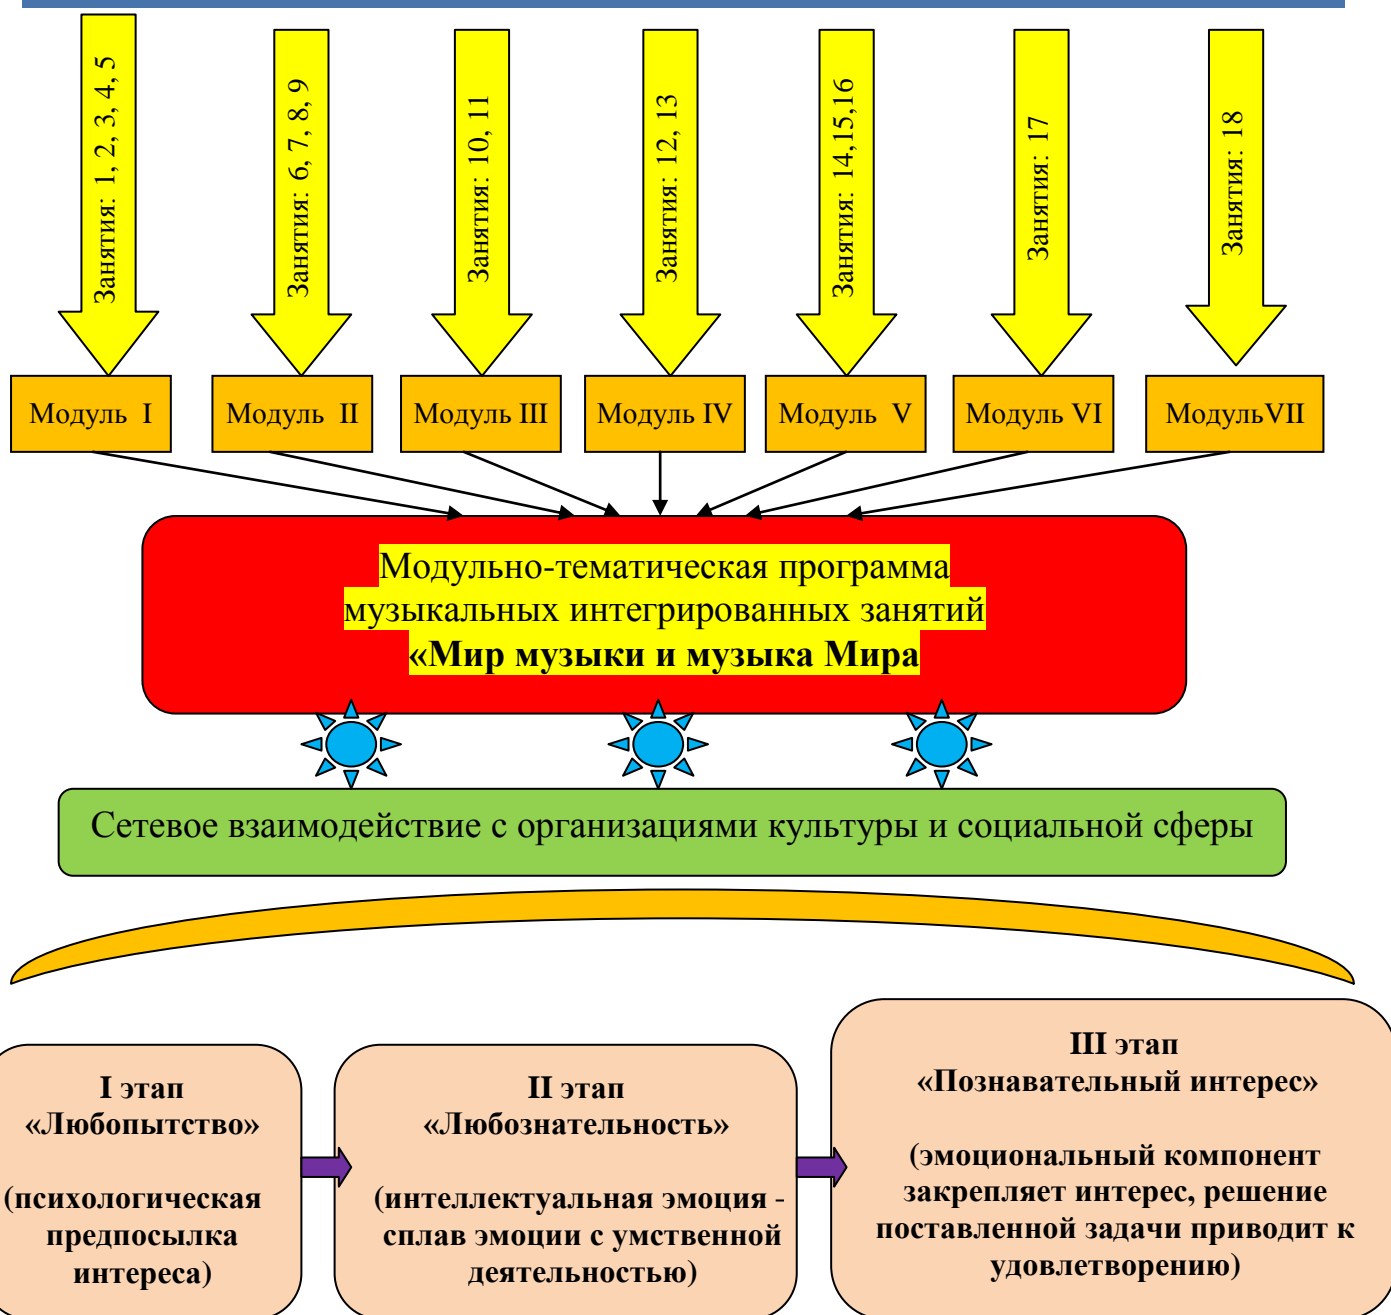 Занятия: 1, 2, 3, 4, 5
Занятия: 6, 7, 8, 9
Занятия: 10, 11
Занятия: 12, 13
Занятия: 14,15,16
Занятия: 17
Занятия: 18
Модуль I
Модуль II
Модуль III
Модуль IV
Модуль V
Модуль VI
МодульVII
Модульно-тематическая программа
музыкальных интегрированных занятий
«Мир музыки и музыка Мира
Сетевое взаимодействие с организациями культуры и социальной сферы
I этап
«Любопытство»
(психологическая
предпосылка
интереса)
II этап
«Любознательность»
(интеллектуальная эмоция -
сплав эмоции с умственной
деятельностью)
III этап
«Познавательный интерес»
(эмоциональный компонент
закрепляет интерес, решение
поставленной задачи приводит к
удовлетворению)